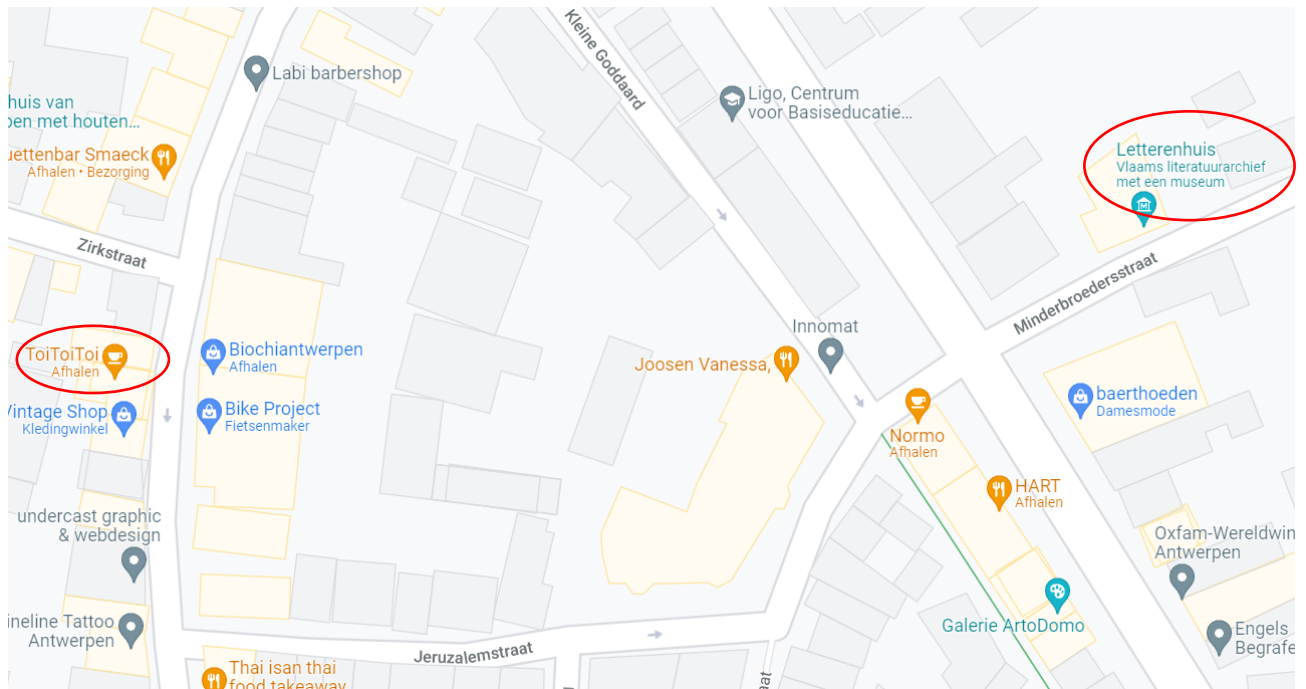 Kleine Goddaard
Labi barbershop
Ligo, Centrum
voor Basiseducatie...
huis van
pen met houten...
uettenbar Smaeck
Afhalen • Bezorging
Letterenhuis
Vlaams literatuurarchief
met een museum
Zirkstraat
Minderbroedersstraat
ToiToiToi
Afhalen
Biochiantwerpen
Afhalen
Innomat
Joosen Vanessa,
Vintage Shop
Kledingwinkel
Bike Project
Fietsenmaker
baerthoeden
Damesmode
Normo
Afhalen
HART
Afhalen
undercast graphic
& webdesign
Oxfam-Wereldwin
Antwerpen
Galerie ArtoDomo
ineline Tattoo
Antwerpen
Engels
Begrafe
Jeruzalemstraat
Thai isan thai
food takeaway
aat